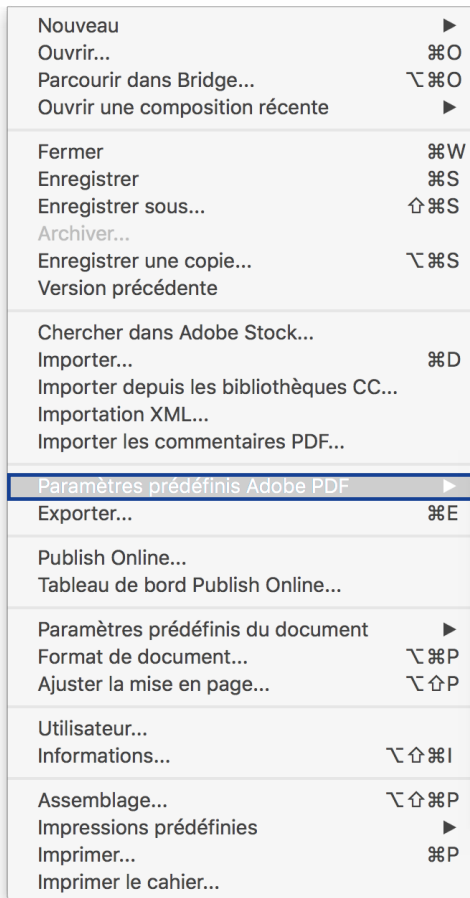 Nouveau ▶
Ouvrir... ⌘O
Parcourir dans Bridge... ⌥⌘O
Ouvrir une composition récente ▶
Fermer ⌘W
Enregistrer ⌘S
Enregistrer sous... ⇧⌘S
Archiver...
Enregistrer une copie... ⌥⌘S
Version précédente
Chercher dans Adobe Stock...
Importer... ⌘D
Importer depuis les bibliothèques CC...
Importation XML...
Importer les commentaires PDF...
Paramètres prédéfinis Adobe PDF ▶
Exporter... ⌘E
Publish Online...
Tableau de bord Publish Online...
Paramètres prédéfinis du document ▶
Format de document... ⌥⌘P
Ajuster la mise en page... ⌥⇧P
Utilisateur...
Informations... ⌥⇧⌘I
Assemblage... ⌥⇧⌘P
Impressions prédéfinies ▶
Imprimer... ⌘P
Imprimer le cahier...